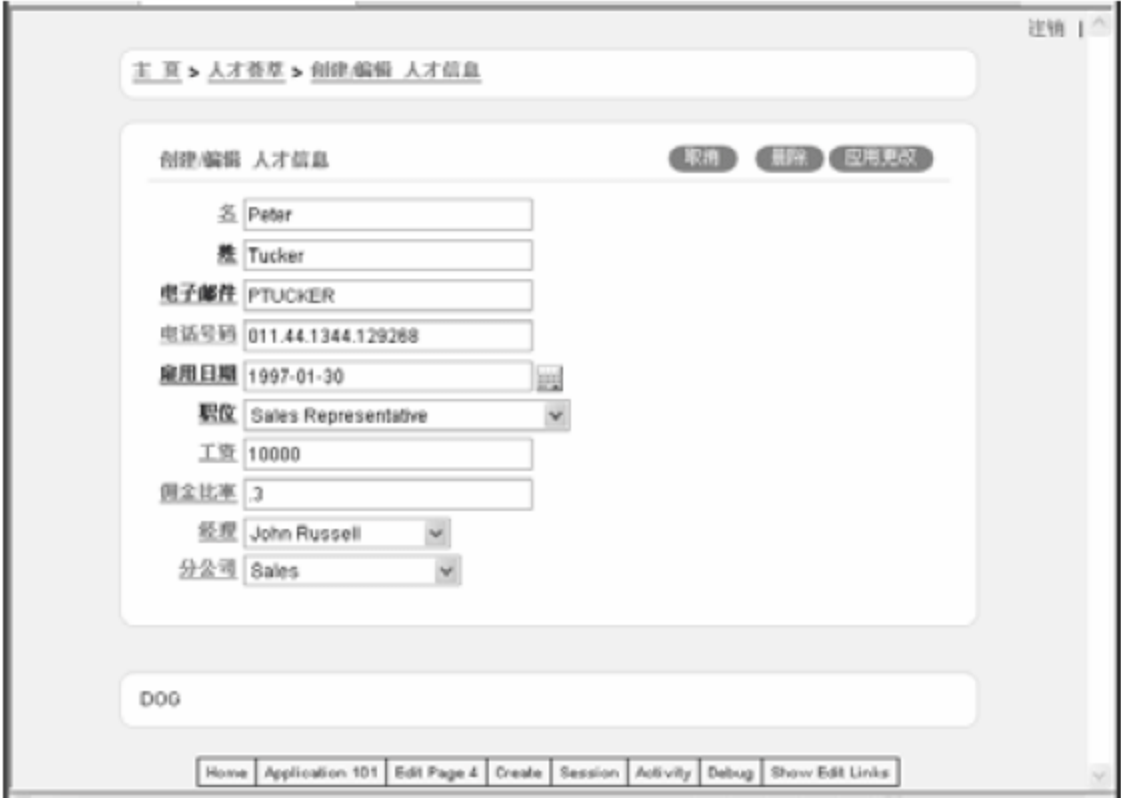 注销 |
主 页 > 人才荟萃 > 创建/编辑 人才信息
创建/编辑 人才信息 取消 删除 应用更改
名 Peter
姓 Tucker
电子邮件 PTUCKER
电话号码 011.44.1344.129268
雇用日期 1997-01-30
职位 Sales Representative
工资 10000
佣金比率 .3
经理 John Russell
分公司 Sales
DOG
Home Application 101 Edit Page 4 Create Session Activity Debug Show Edit Links